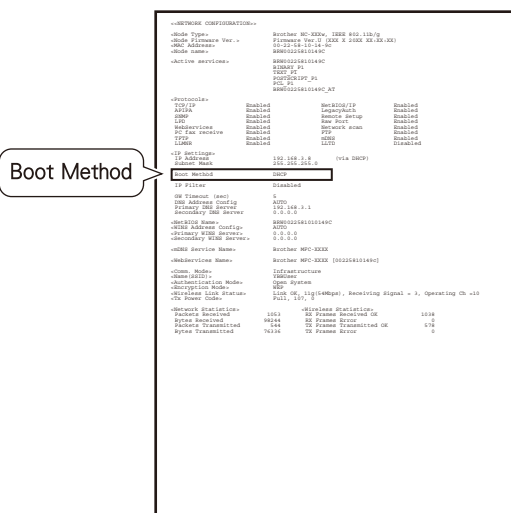 <<NETWORK CONFIGURATION>>
<Node Type> Brother NC-XXXw, IEEE 802.11b/g
<Node Firmware Ver.> Firmware Ver.U (XXX X 20XX XX:XX:XX)
<MAC Address> 00-22-58-10-14-9c
<Node name> BRW00225810149C
<Active services> BRW00225810149C
BINARY_P1
TEXT_P1
POSTSCRIPT_P1
PCL_P1
BRW00225810149C_AT
<Protocols>
TCP/IP Enabled NetBIOS/IP Enabled
APIPA Enabled LegacyAuth Enabled
SNMP Enabled Remote Setup Enabled
LPD Enabled Raw Port Enabled
WebServices Enabled Network scan Enabled
PC fax receive Enabled FTP Enabled
TFTP Enabled mDNS Enabled
LLMNR Enabled LLTD Disabled
<IP Settings>
IP Address 192.168.3.8 (via DHCP)
Subnet Mask 255.255.255.0
Boot Method
Boot Method DHCP
IP Filter Disabled
GW Timeout (sec) 5
DNS Address Config AUTO
Primary DNS Server 192.168.3.1
Secondary DNS Server 0.0.0.0
<NetBIOS Name> BRW0022581010149C
<WINS Address Config> AUTO
<Primary WINS Server> 0.0.0.0
<Secondary WINS Server> 0.0.0.0
<mDNS Service Name> Brother MFC-XXXX
<WebServices Name> Brother MFC-XXXX [00225810149c]
<Comm. Mode> Infrastructure
<Name(SSID)>
<Authentication Mode> Open System
<Encryption Mode> WEP
<Wireless Link Status> Link OK, 11g(54Mbps), Receiving Signal = 3, Operating Ch =10
<Tx Power Code> Full, 107, 0
<Network Statistics> <Wireless Statistics>
Packets Received 1053 RX Frames Received OK 1038
Bytes Received 98244 RX Frames Error 0
Packets Transmitted 544 TX Frames Transmitted OK 578
Bytes Transmitted 76336 TX Frames Error 0